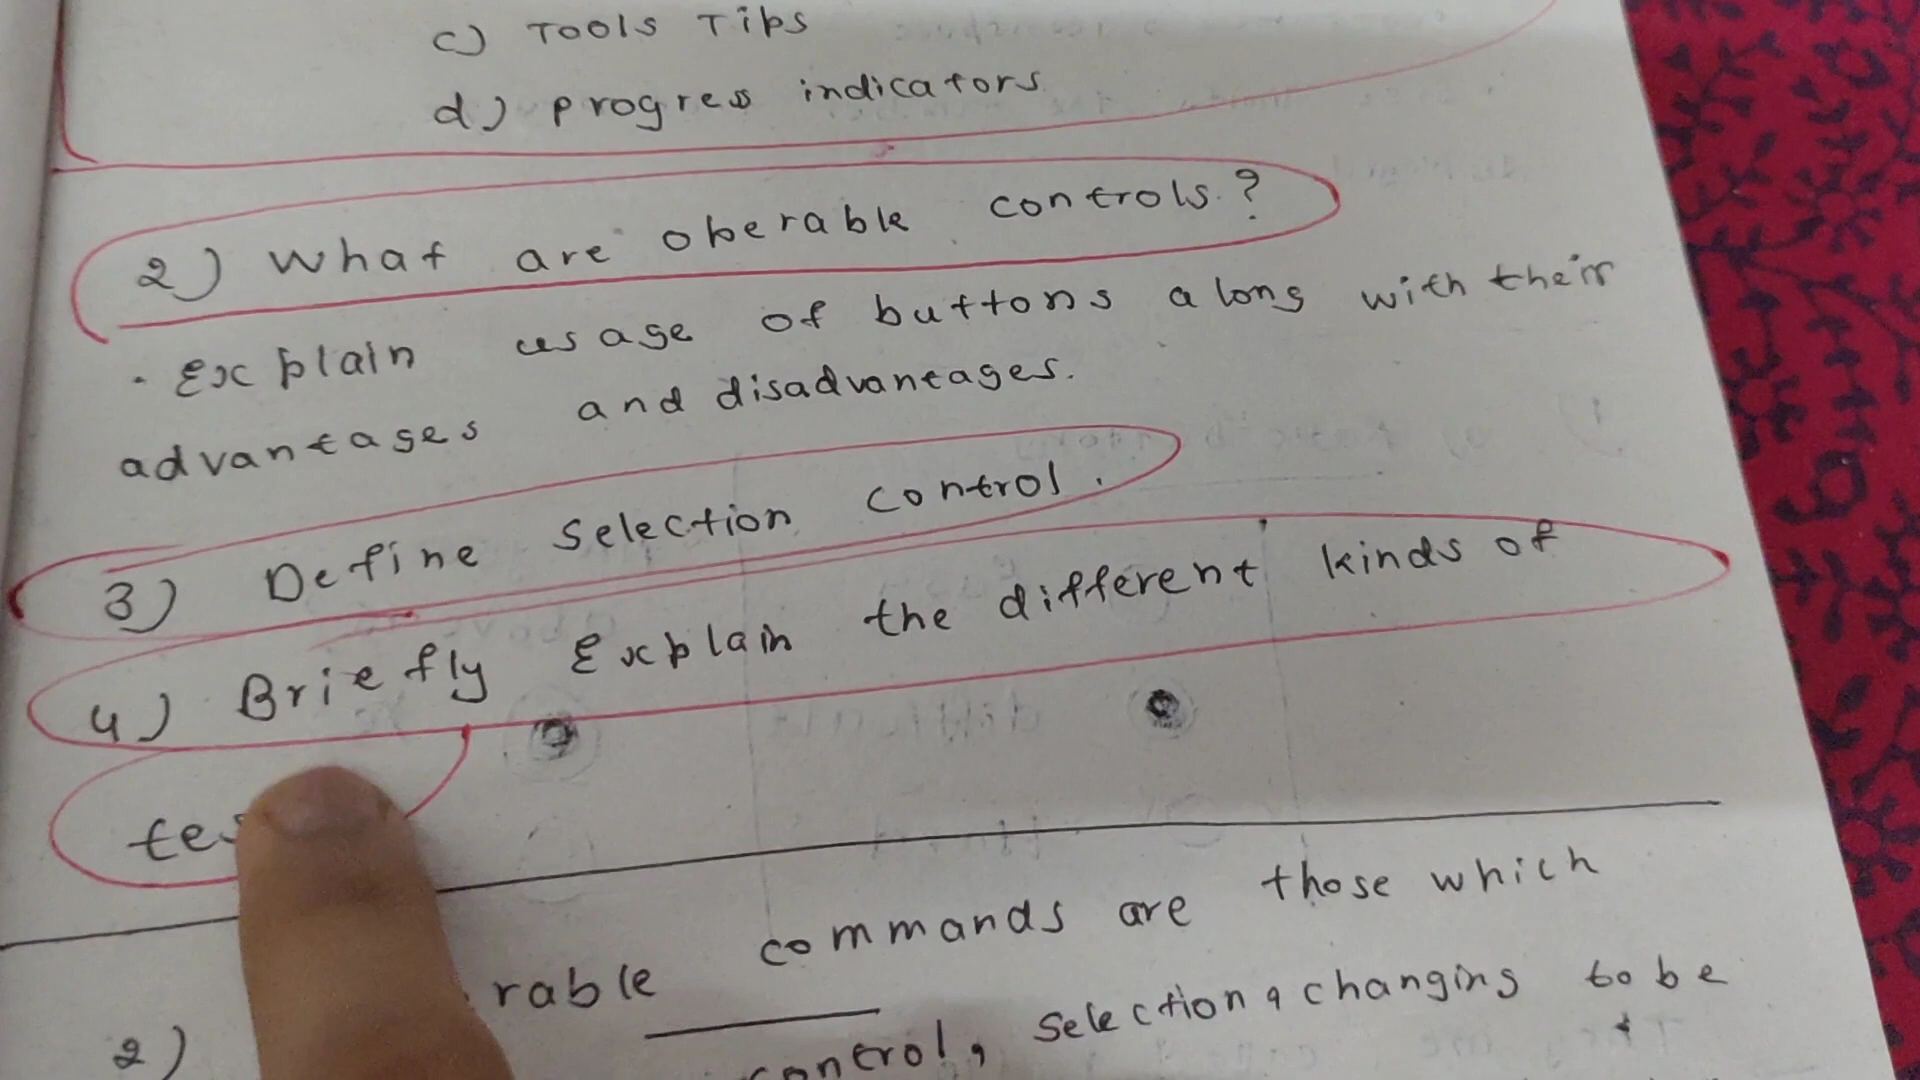 c) Tools Tips
d) progress indicators
2) What are operable controls.?
• Explain usage of buttons along with their
advantages and disadvantages.
3) Define Selection control.
4) Briefly Explain the different kinds of
2) commands are those which
control, selection, changing to be